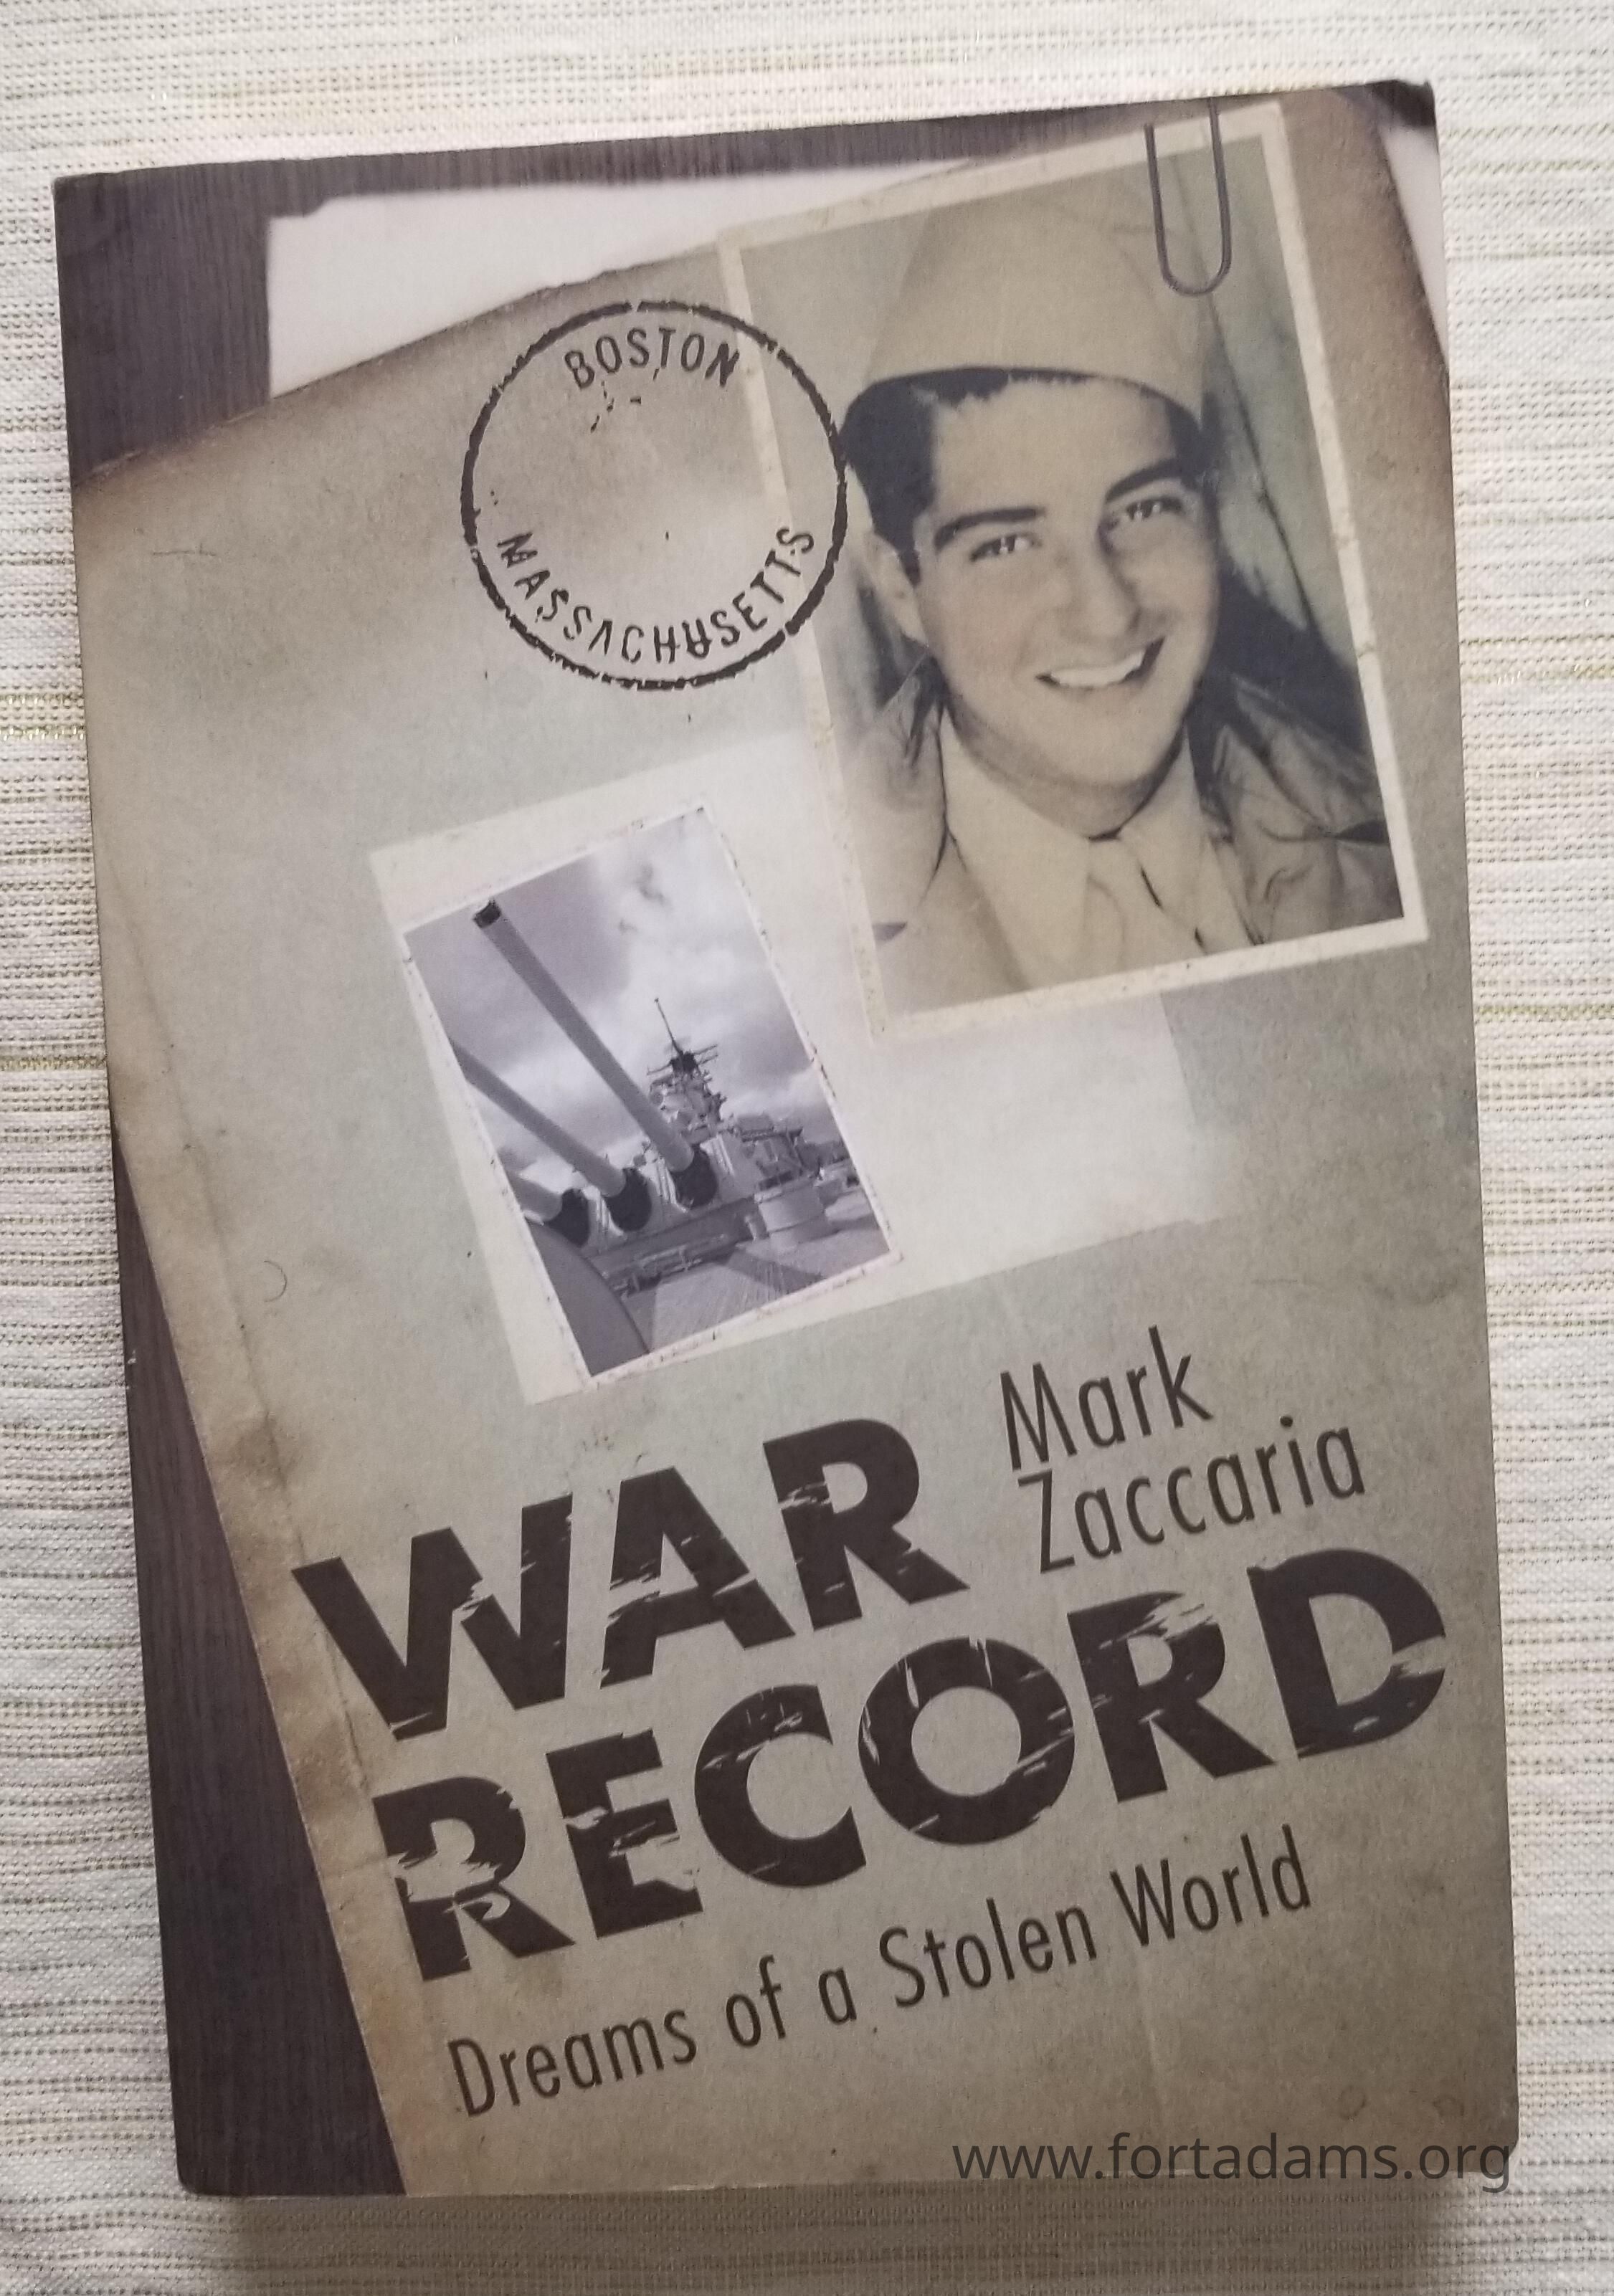 BOSTON
MASSACHUSETTS
Mark
Zaccaria
WAR
RECORD
Dreams of a Stolen World
www.fortadams.org